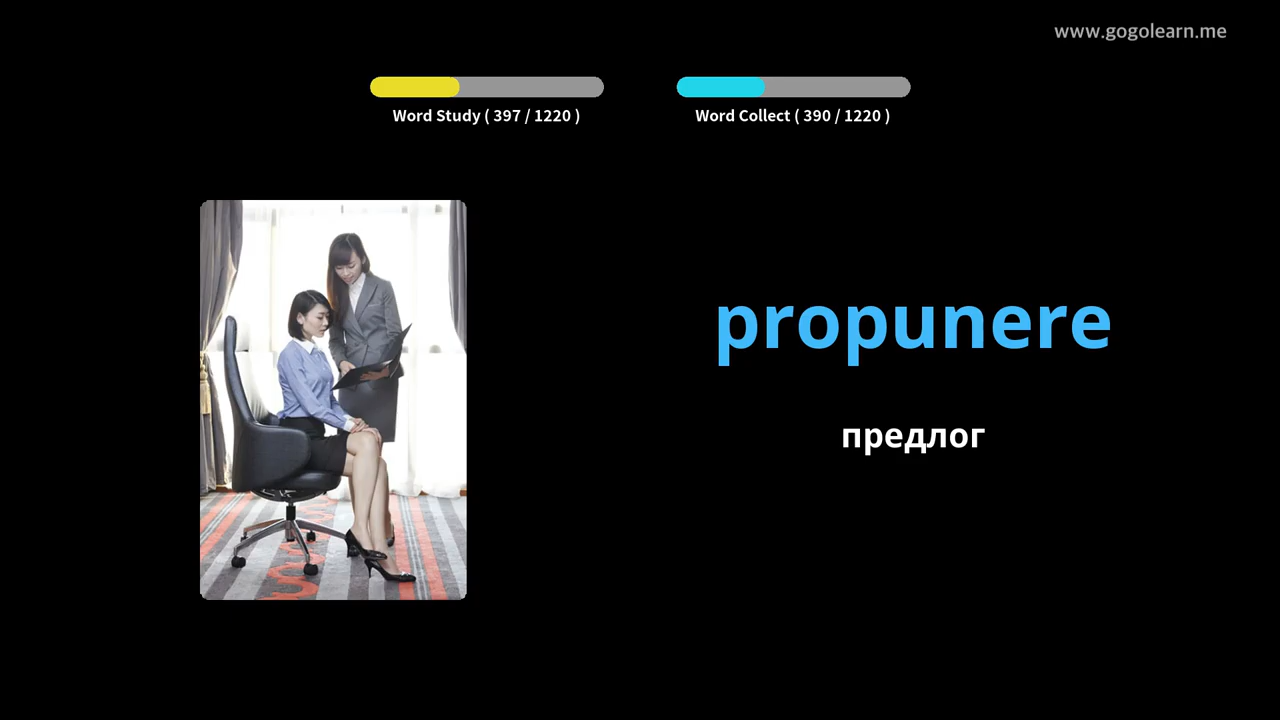 www.gogolearn.me
Word Study ( 397 / 1220 )
Word Collect ( 390 / 1220 )
propunere
предлог